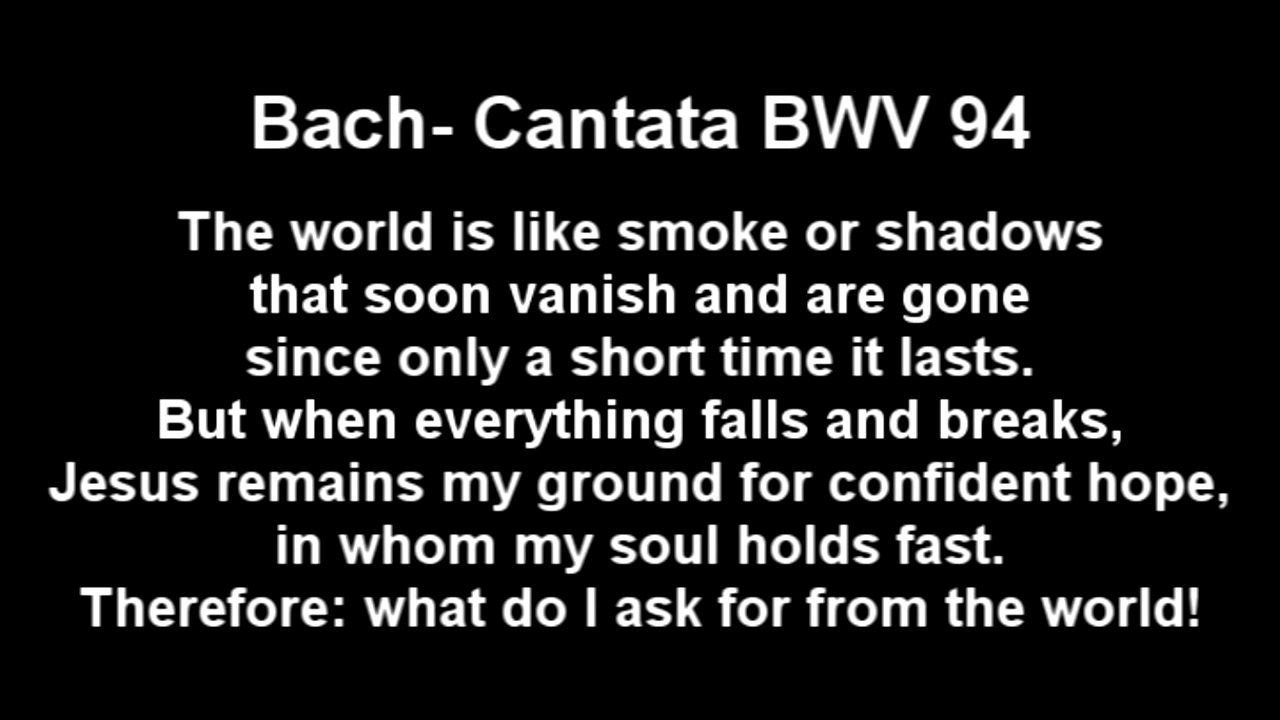 Bach- Cantata BWV 94
The world is like smoke or shadows
that soon vanish and are gone
since only a short time it lasts.
But when everything falls and breaks,
Jesus remains my ground for confident hope,
in whom my soul holds fast.
Therefore: what do I ask for from the world!